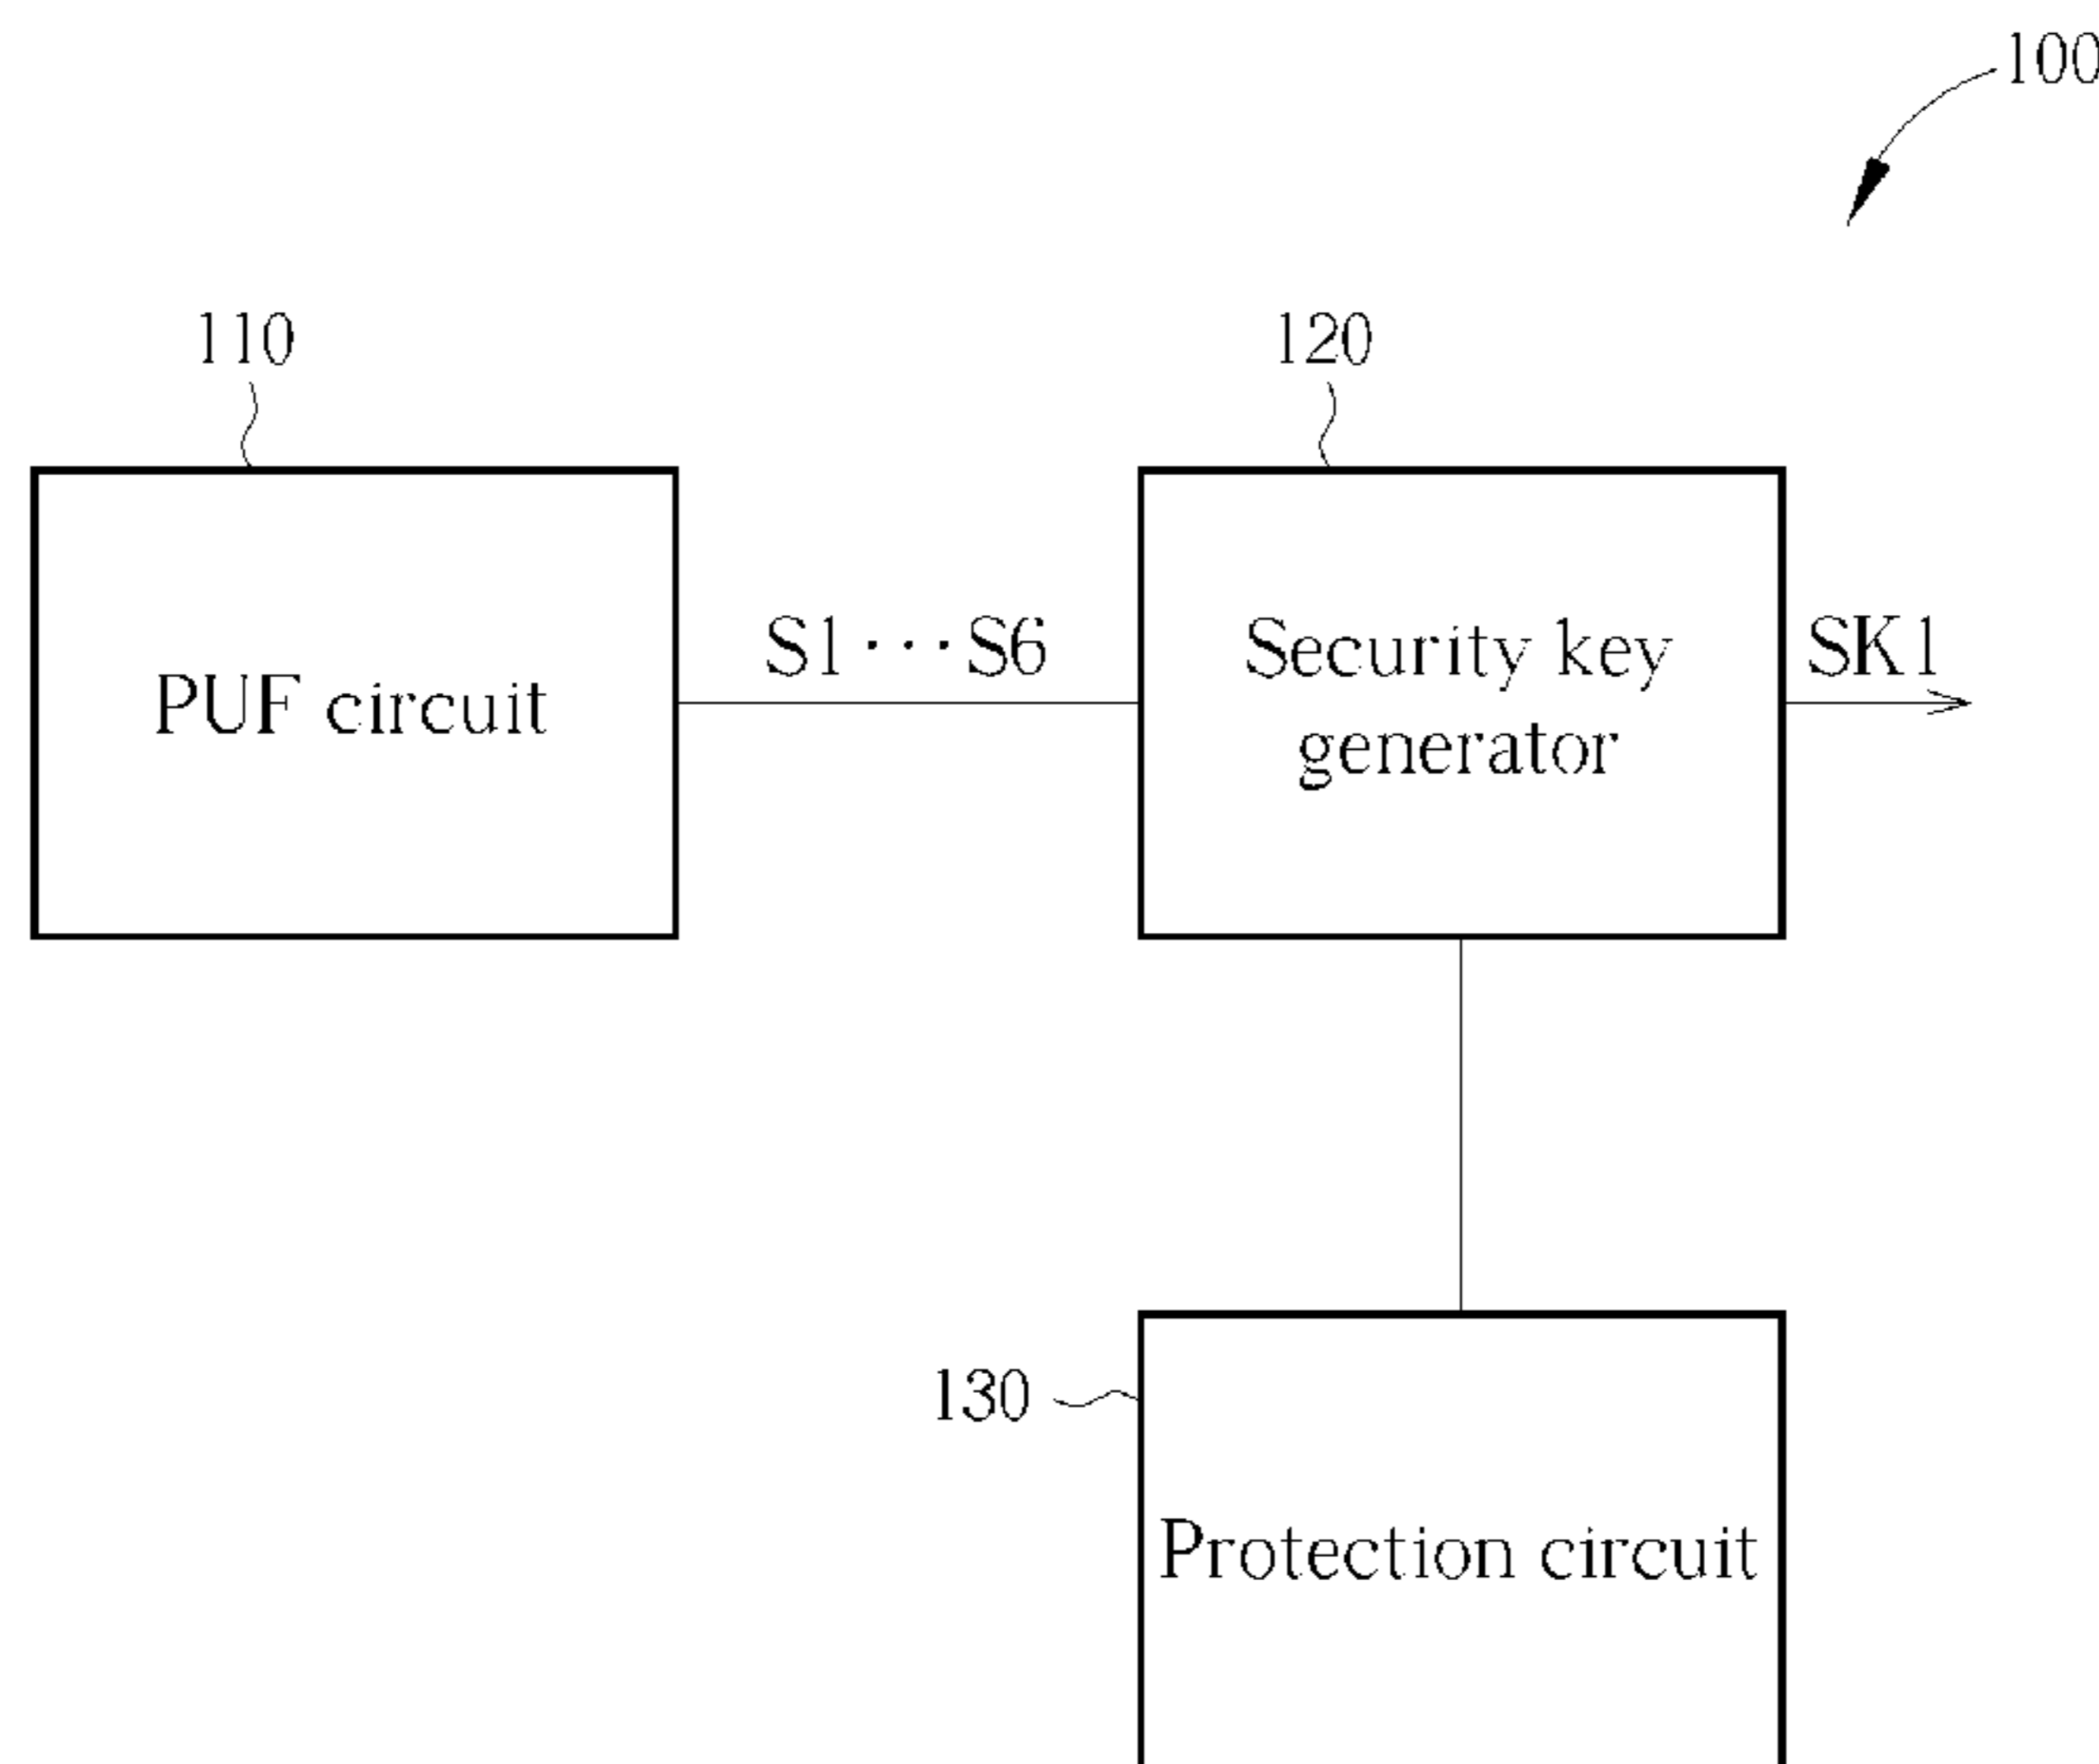 100
110
120
PUF circuit
S1···S6
Security key
generator
SK1
130
Protection circuit